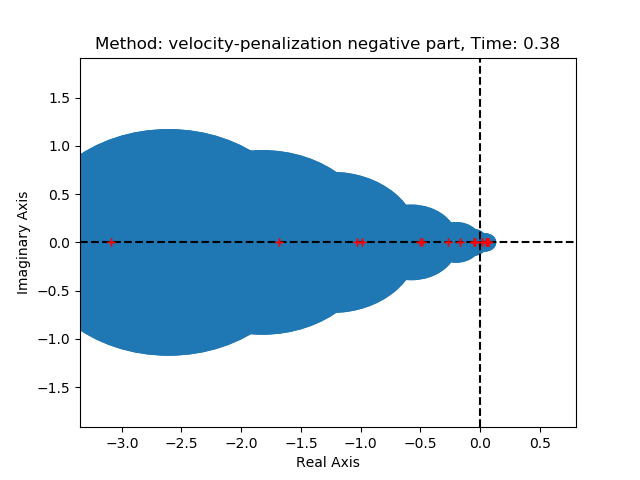 Method: velocity-penalization negative part, Time: 0.38
1.5
1.0
0.5
0.0
−0.5
−1.0
−1.5
Imaginary Axis
−3.0 −2.5 −2.0 −1.5 −1.0 −0.5 0.0 0.5
Real Axis